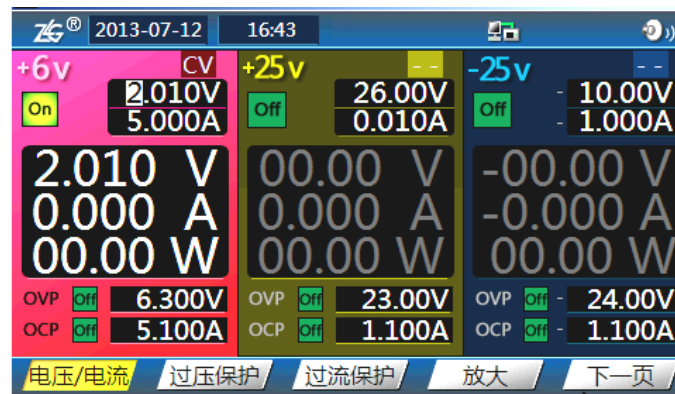 ZLG® 2013-07-12 16:43
+6v CV +25v -- -25v --
On 2.010V Off 26.00V Off - 10.00V
5.000A 0.010A - 1.000A
2.010 V 00.00 V -00.00 V
0.000 A 0.000 A -0.000 A
00.00 W 00.00 W 00.00 W
OVP Off 6.300V OVP Off 23.00V OVP Off - 24.00V
OCP Off 5.100A OCP Off 1.100A OCP Off - 1.100A
电压/电流 过压保护 过流保护 放大 下一页